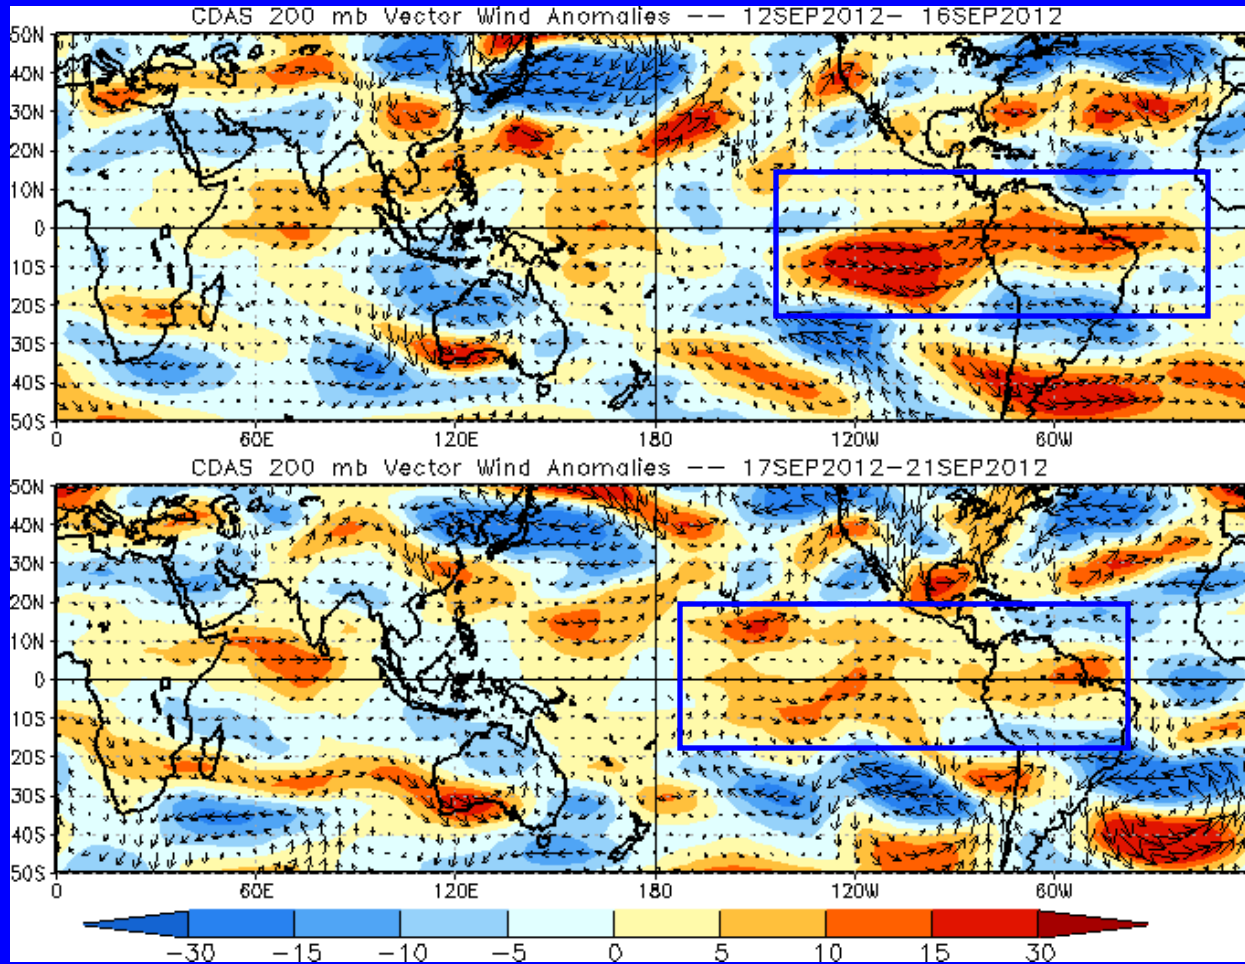 CDAS 200 mb Vector Wind Anomalies -- 12SEP2012- 16SEP2012
50N
40N
30N
20N
10N
0
10S
20S
30S
40S
50S
0 60E 120E 180 120W 60W
CDAS 200 mb Vector Wind Anomalies -- 17SEP2012-21SEP2012
50N
40N
30N
20N
10N
0
10S
20S
30S
40S
50S
0 60E 120E 180 120W 60W
-30 -15 -10 -5 0 5 10 15 30